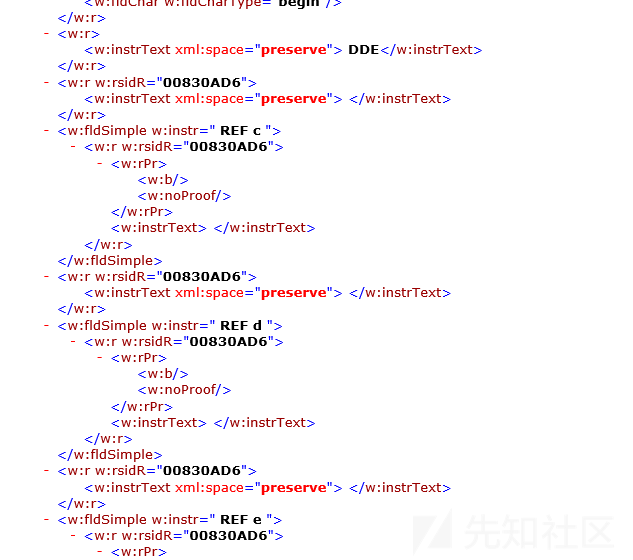 <w:fldChar w:fldCharType="begin"/>
</w:r>
- <w:r>
<w:instrText xml:space="preserve"> DDE</w:instrText>
</w:r>
- <w:r w:rsidR="00830AD6">
<w:instrText xml:space="preserve"> </w:instrText>
</w:r>
- <w:fldSimple w:instr=" REF c ">
- <w:r w:rsidR="00830AD6">
- <w:rPr>
<w:b/>
<w:noProof/>
</w:rPr>
<w:instrText> </w:instrText>
</w:r>
</w:fldSimple>
- <w:r w:rsidR="00830AD6">
<w:instrText xml:space="preserve"> </w:instrText>
</w:r>
- <w:fldSimple w:instr=" REF d ">
- <w:r w:rsidR="00830AD6">
- <w:rPr>
<w:b/>
<w:noProof/>
</w:rPr>
<w:instrText> </w:instrText>
</w:r>
</w:fldSimple>
- <w:r w:rsidR="00830AD6">
<w:instrText xml:space="preserve"> </w:instrText>
</w:r>
- <w:fldSimple w:instr=" REF e ">
- <w:r w:rsidR="00830AD6">
- <w:rPr>
先知社区